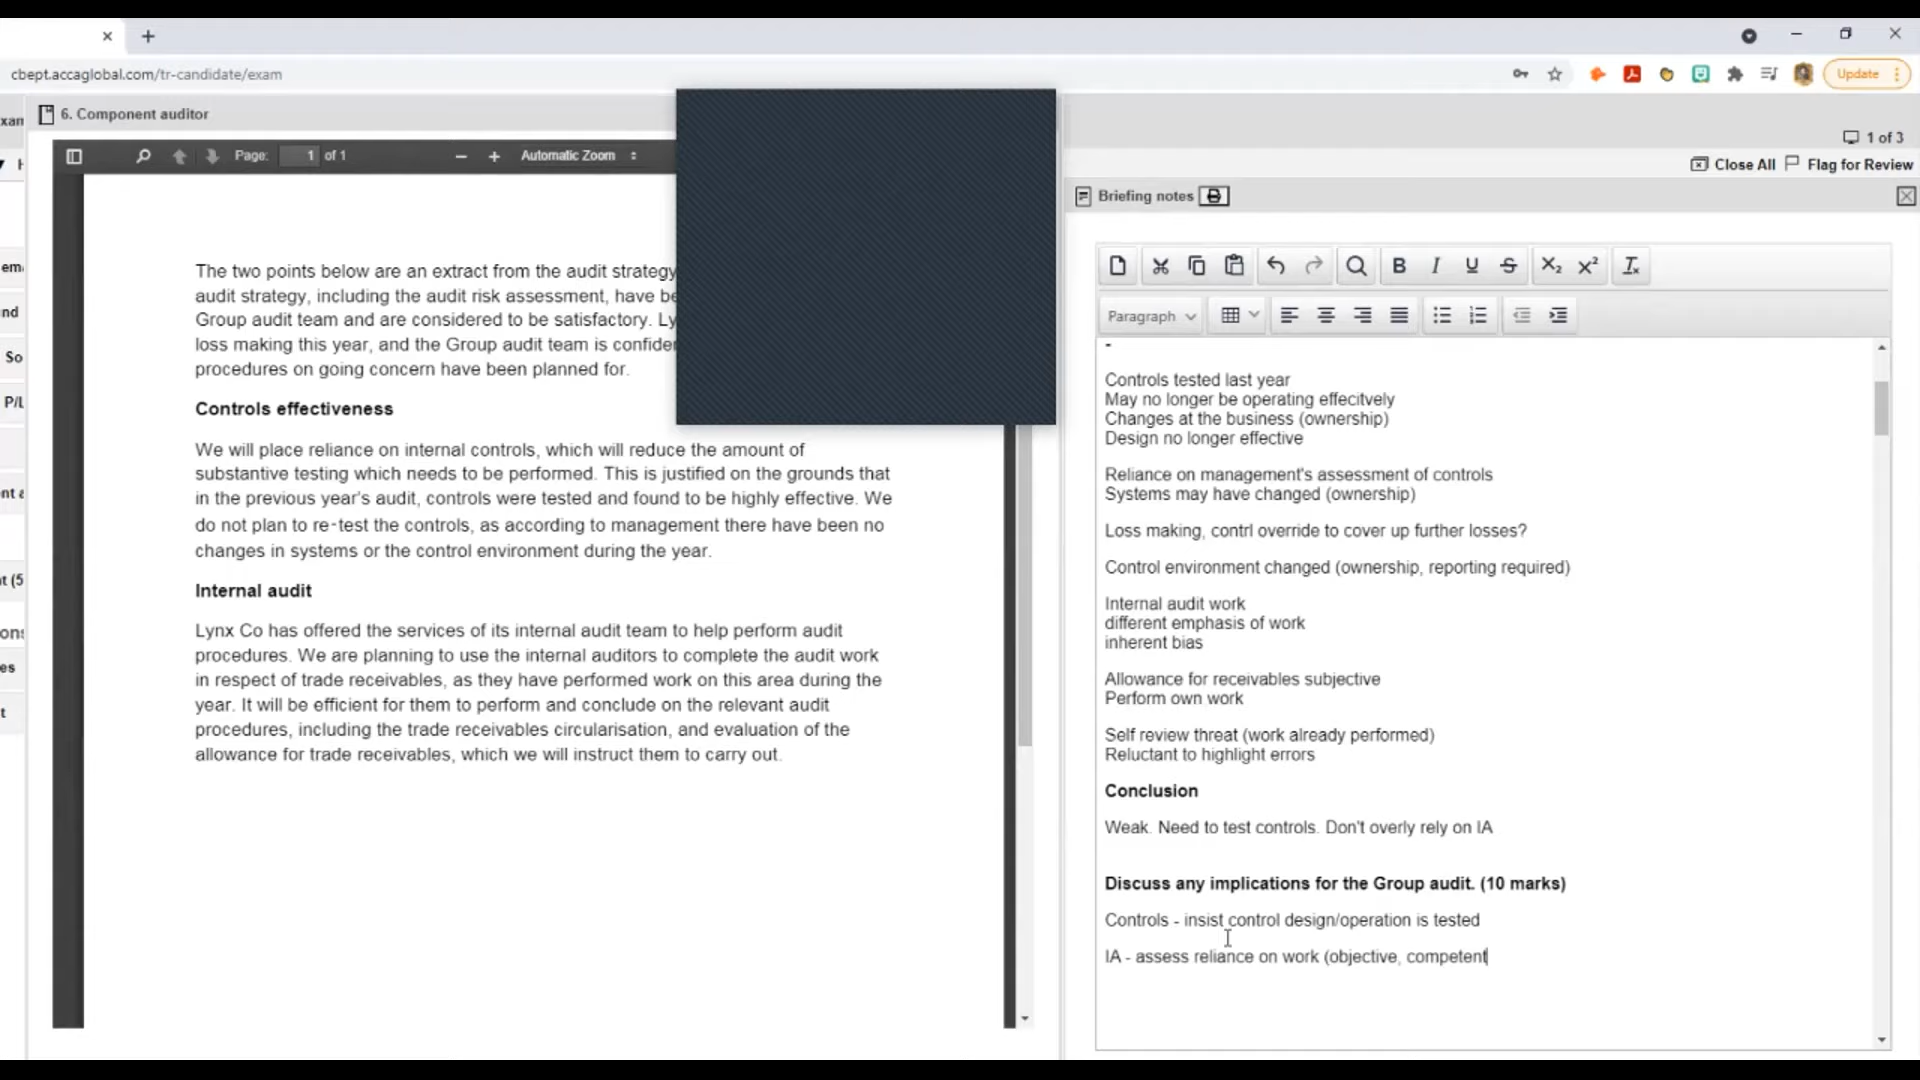 cbept.accaglobal.com/tr-candidate/exam
Update
6. Component auditor
1 of 3
Close All
Flag for Review
Page:
1
of 1
Automatic Zoom
Briefing notes
Paragraph
The two points below are an extract from the audit strategy
audit strategy, including the audit risk assessment, have
Group audit team and are considered to be satisfactory.
loss making this year, and the Group audit team is
procedures on going concern have been planned for.
Controls effectiveness
We will place reliance on internal controls, which will reduce the amount of
substantive testing which needs to be performed. This is justified on the grounds that
in the previous year's audit, controls were tested and found to be highly effective. We
do not plan to re-test the controls, as according to management there have been no
changes in systems or the control environment during the year.
Internal audit
Lynx Co has offered the services of its internal audit team to help perform audit
procedures. We are planning to use the internal auditors to complete the audit work
in respect of trade receivables, as they have performed work on this area during the
year. It will be efficient for them to perform and conclude on the relevant audit
procedures, including the trade receivables circularisation, and evaluation of the
allowance for trade receivables, which we will instruct them to carry out.
Controls tested last year
May no longer be operating effecitvely
Changes at the business (ownership)
Design no longer effective
Reliance on management's assessment of controls
Systems may have changed (ownership)
Loss making, contrl override to cover up further losses?
Control environment changed (ownership, reporting required)
Internal audit work
different emphasis of work
inherent bias
Allowance for receivables subjective
Perform own work
Self review threat (work already performed)
Reluctant to highlight errors
Conclusion
Weak. Need to test controls. Don't overly rely on IA
Discuss any implications for the Group audit. (10 marks)
Controls - insist control design/operation is tested
IA - assess reliance on work (objective, competent